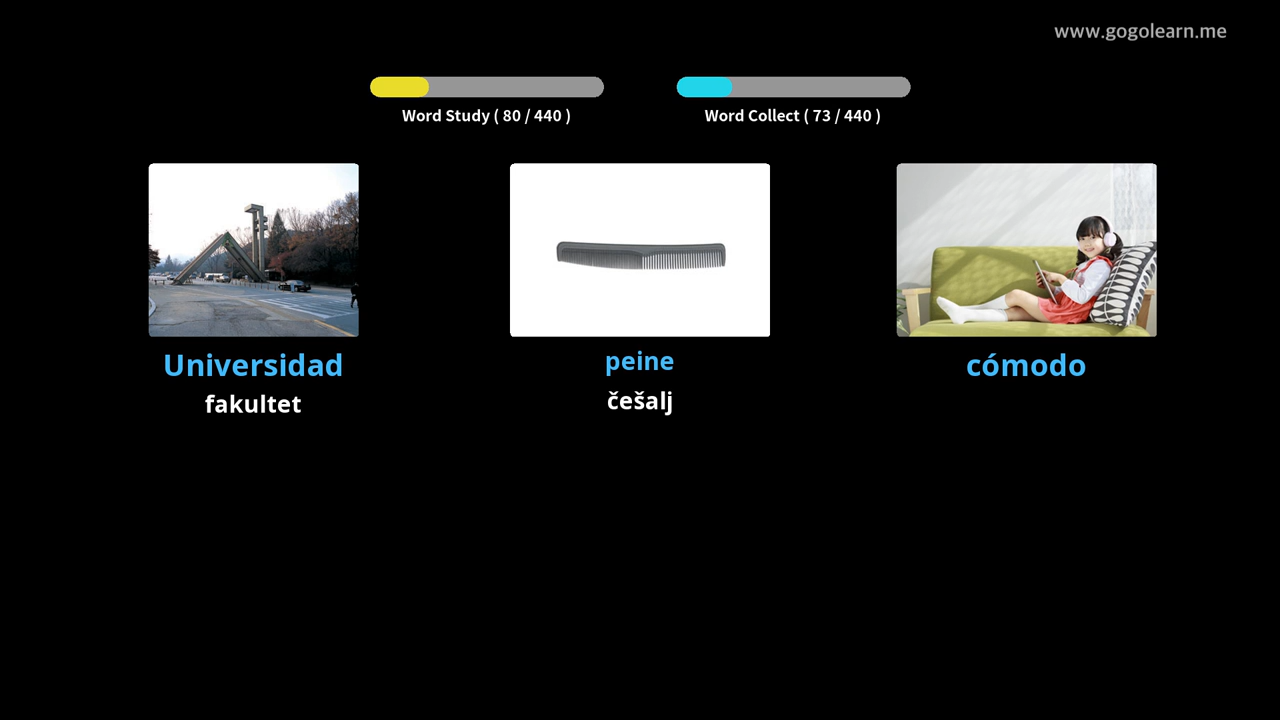 www.gogolearn.me
Word Study ( 80 / 440 )
Word Collect ( 73 / 440 )
Universidad
fakultet
peine
češalj
cómodo